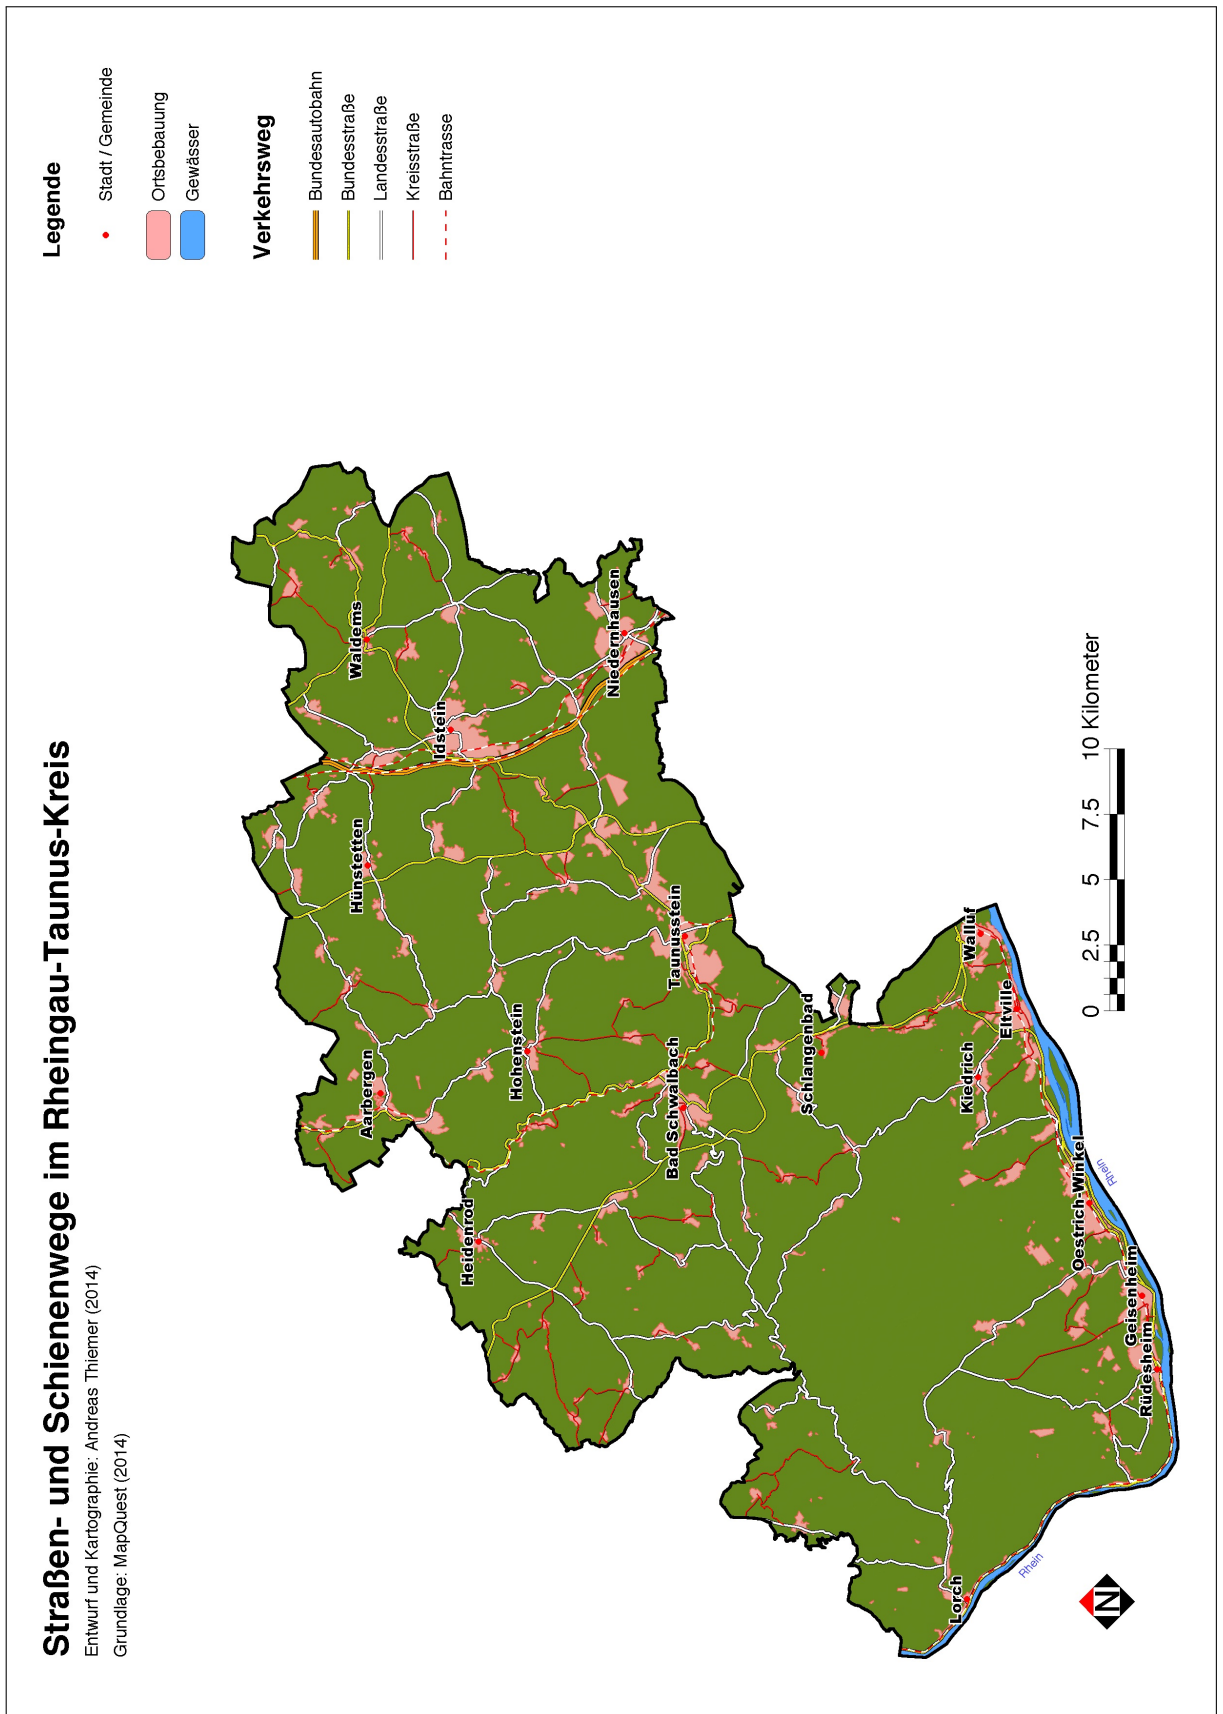 Straßen- und Schienenwege im Rheingau-Taunus-Kreis
Entwurf und Kartographie: Andreas Thiemer (2014)
Grundlage: MapQuest (2014)
Legende
Stadt / Gemeinde
Ortsbebauung
Gewässer
Verkehrsweg
Bundesautobahn
Bundesstraße
Landesstraße
Kreisstraße
Bahntrasse
Waldems
Hünstetten
Aarbergen
Idstein
Heidenrod
Hohenstein
Niedernhausen
Taunusstein
Bad Schwalbach
Schlangenbad
Walluf
Eltville
Kiedrich
Oestrich-Winkel
Geisenheim
Rüdesheim
Lorch
Rhein
Rhein
N
0 2.5 5 7.5 10 Kilometer